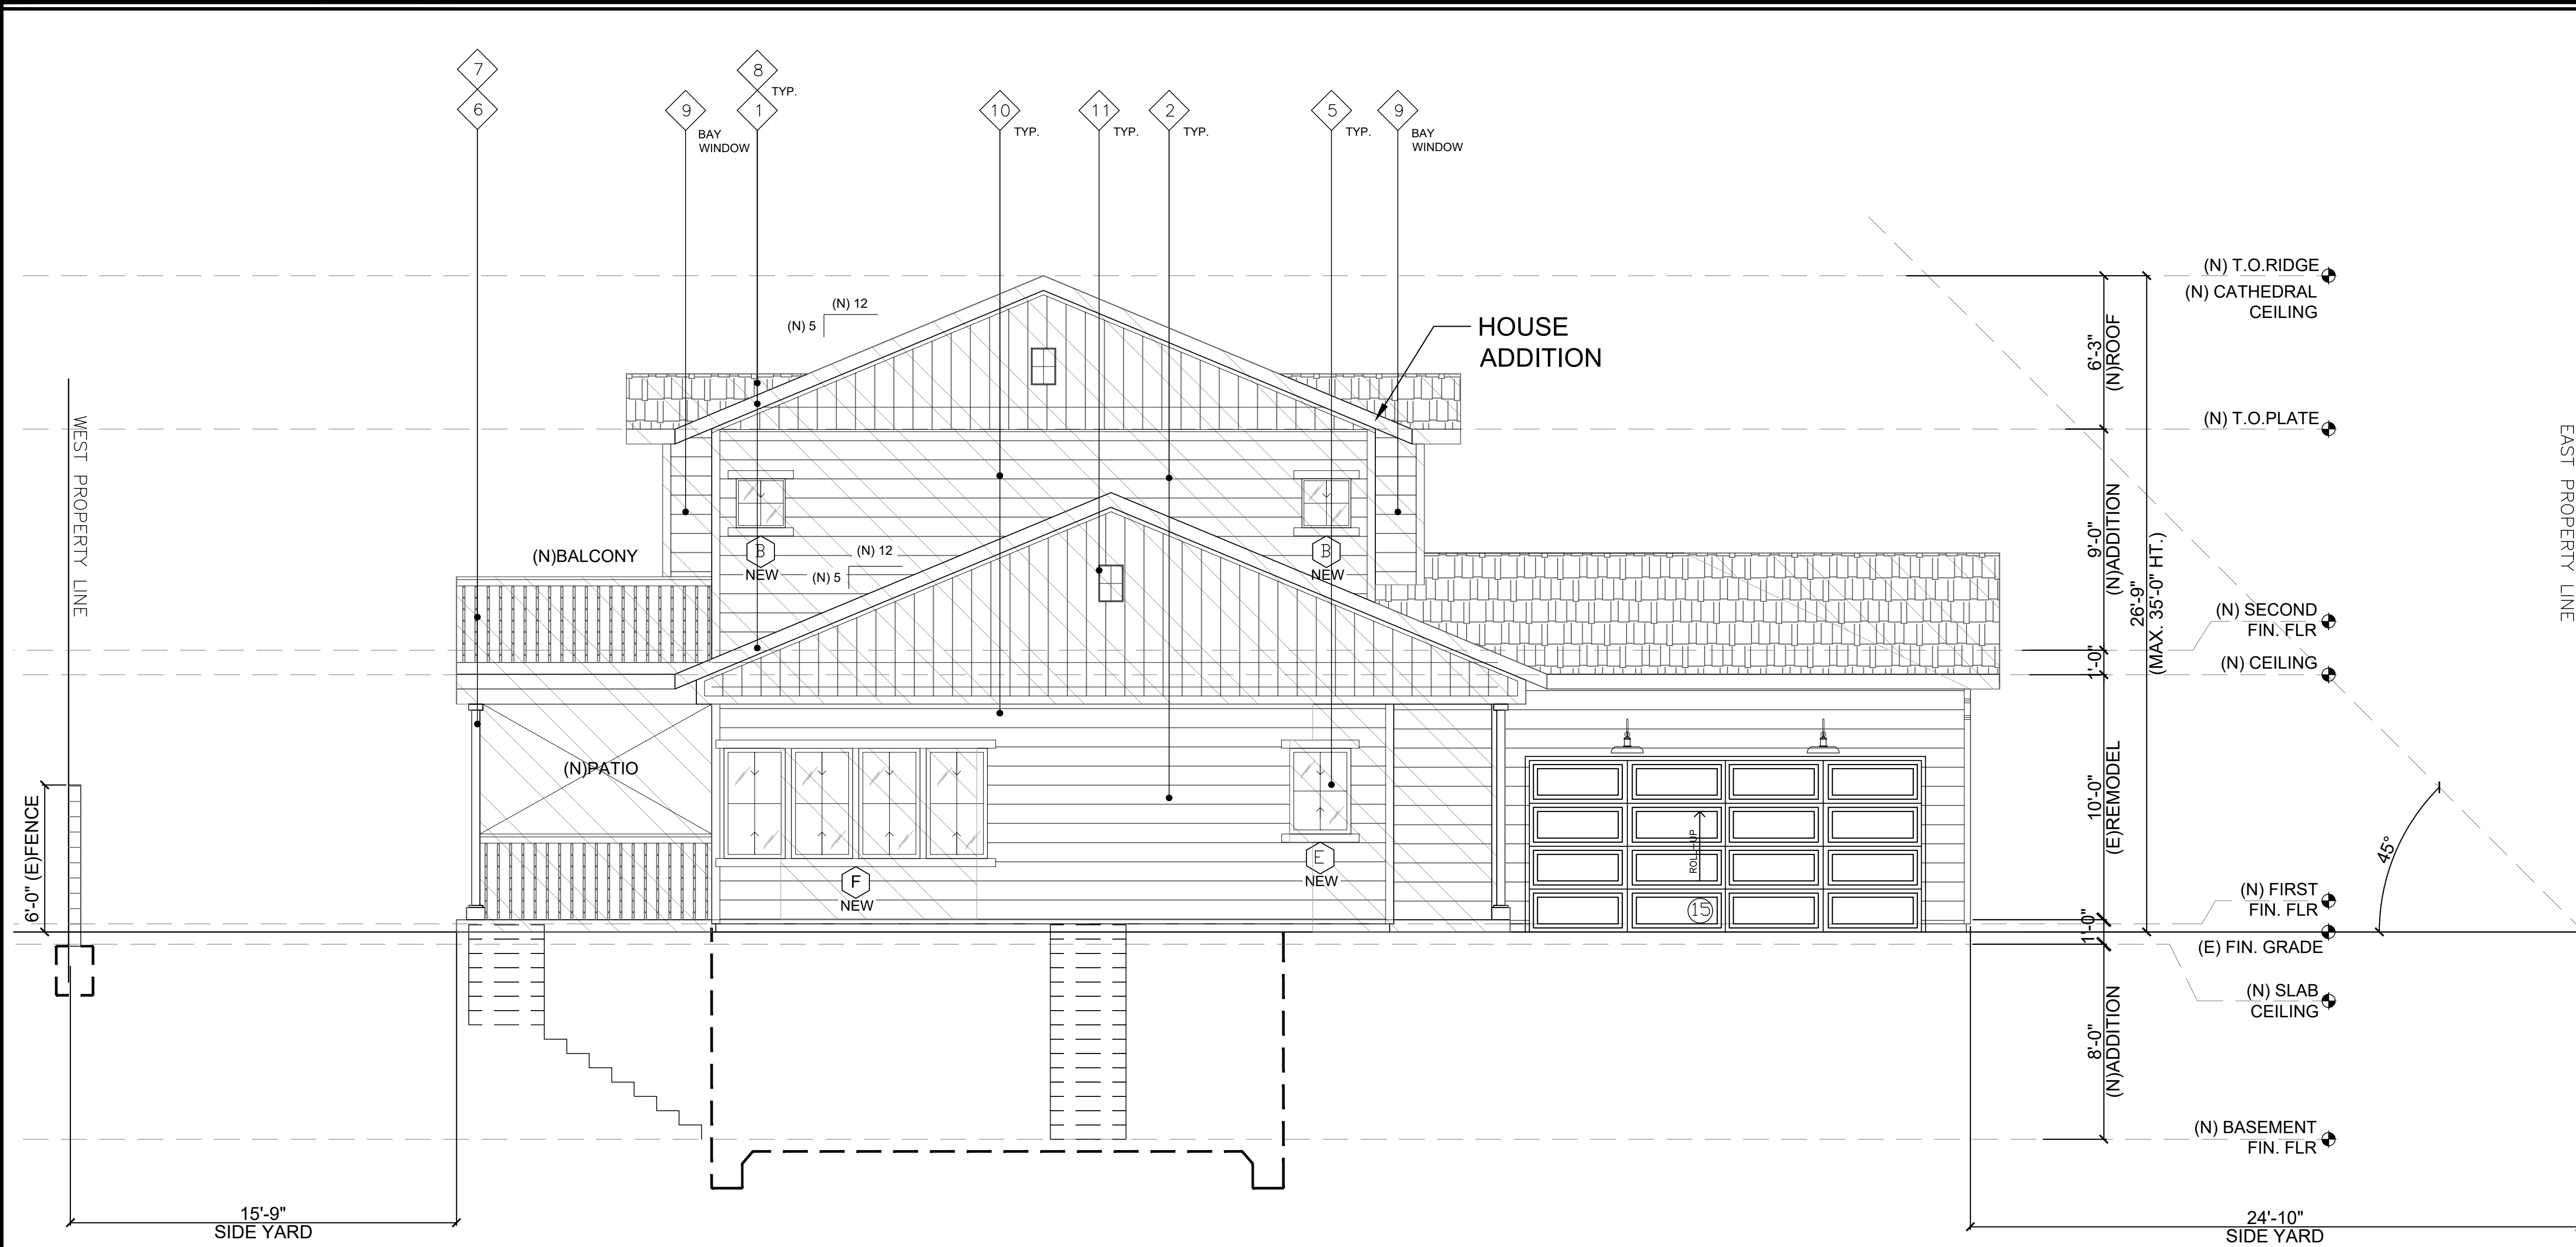 7
6
9
BAY
WINDOW
8
TYP.
1
10
TYP.
11
TYP.
2
TYP.
5
TYP.
9
BAY
WINDOW
(N) T.O.RIDGE
(N) CATHEDRAL
CEILING
(N) 12
(N) 5
HOUSE
ADDITION
6'-3"
(N)ROOF
(N) T.O.PLATE
WEST PROPERTY LINE
EAST PROPERTY LINE
9'-0"
(N)ADDITION
26'-9"
(MAX. 35'-0" HT.)
(N)BALCONY
B
NEW
(N) 12
(N) 5
B
NEW
(N) SECOND
FIN. FLR
1'-0"
(N) CEILING
(N)PATIO
6'-0" (E)FENCE
10'-0"
(E)REMODEL
45°
F
NEW
E
NEW
ROLL-UP
15
(N) FIRST
FIN. FLR
1'-0"
(E) FIN. GRADE
(N) SLAB
CEILING
8'-0"
(N)ADDITION
(N) BASEMENT
FIN. FLR
15'-9"
SIDE YARD
24'-10"
SIDE YARD